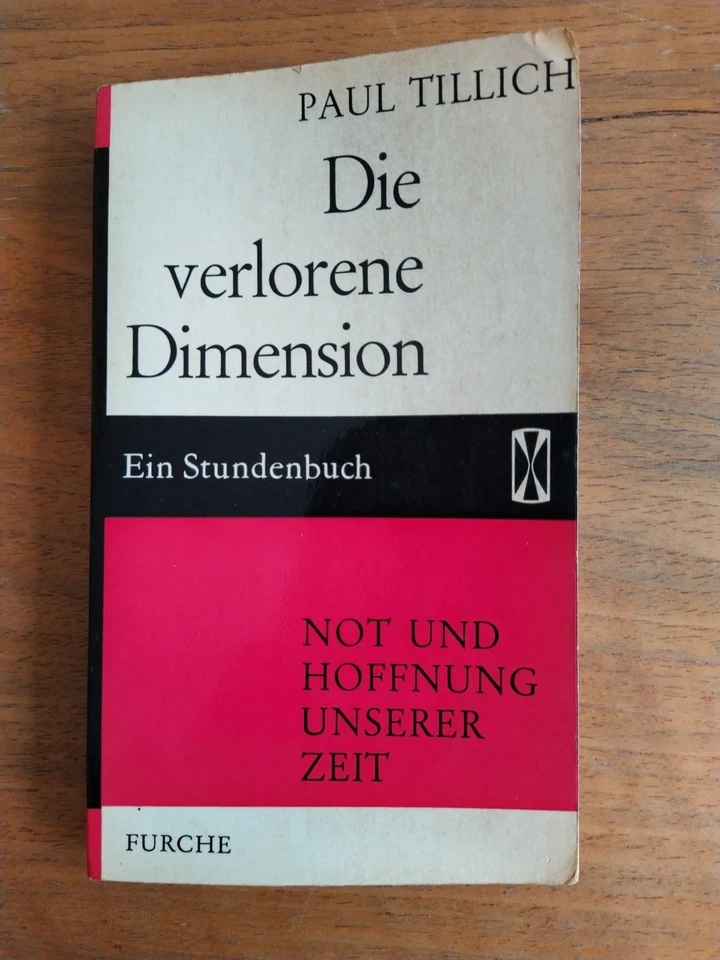 PAUL TILLICH
Die
verlorene
Dimension
Ein Stundenbuch
NOT UND
HOFFNUNG
UNSERER
ZEIT
FURCHE